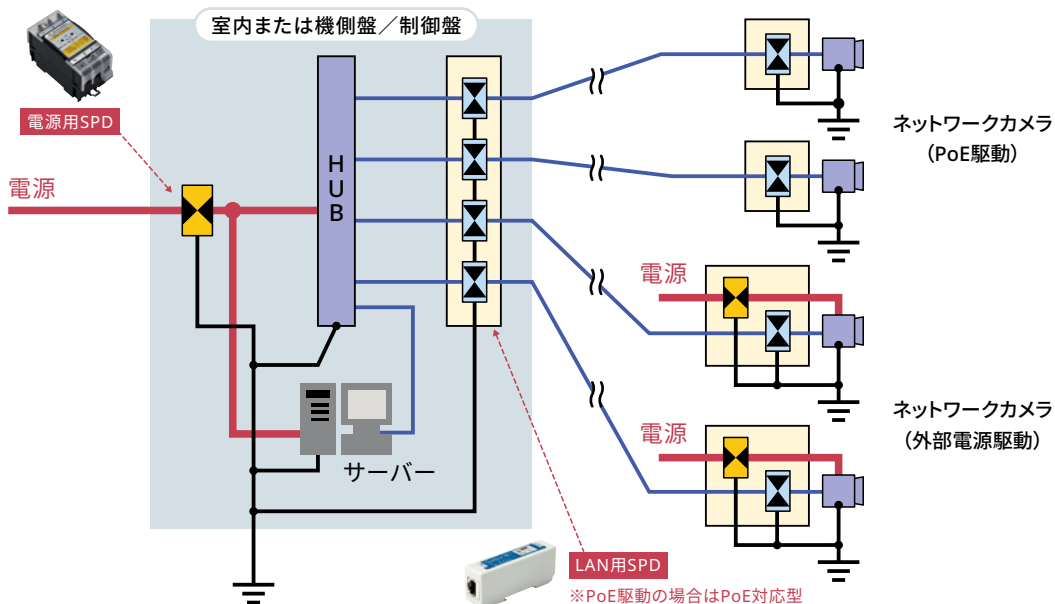 室内または機側盤／制御盤
電源用SPD
電源
HUB
サーバー
LAN用SPD
※PoE駆動の場合はPoE対応型
ネットワークカメラ
（PoE駆動）
電源
電源
ネットワークカメラ
（外部電源駆動）